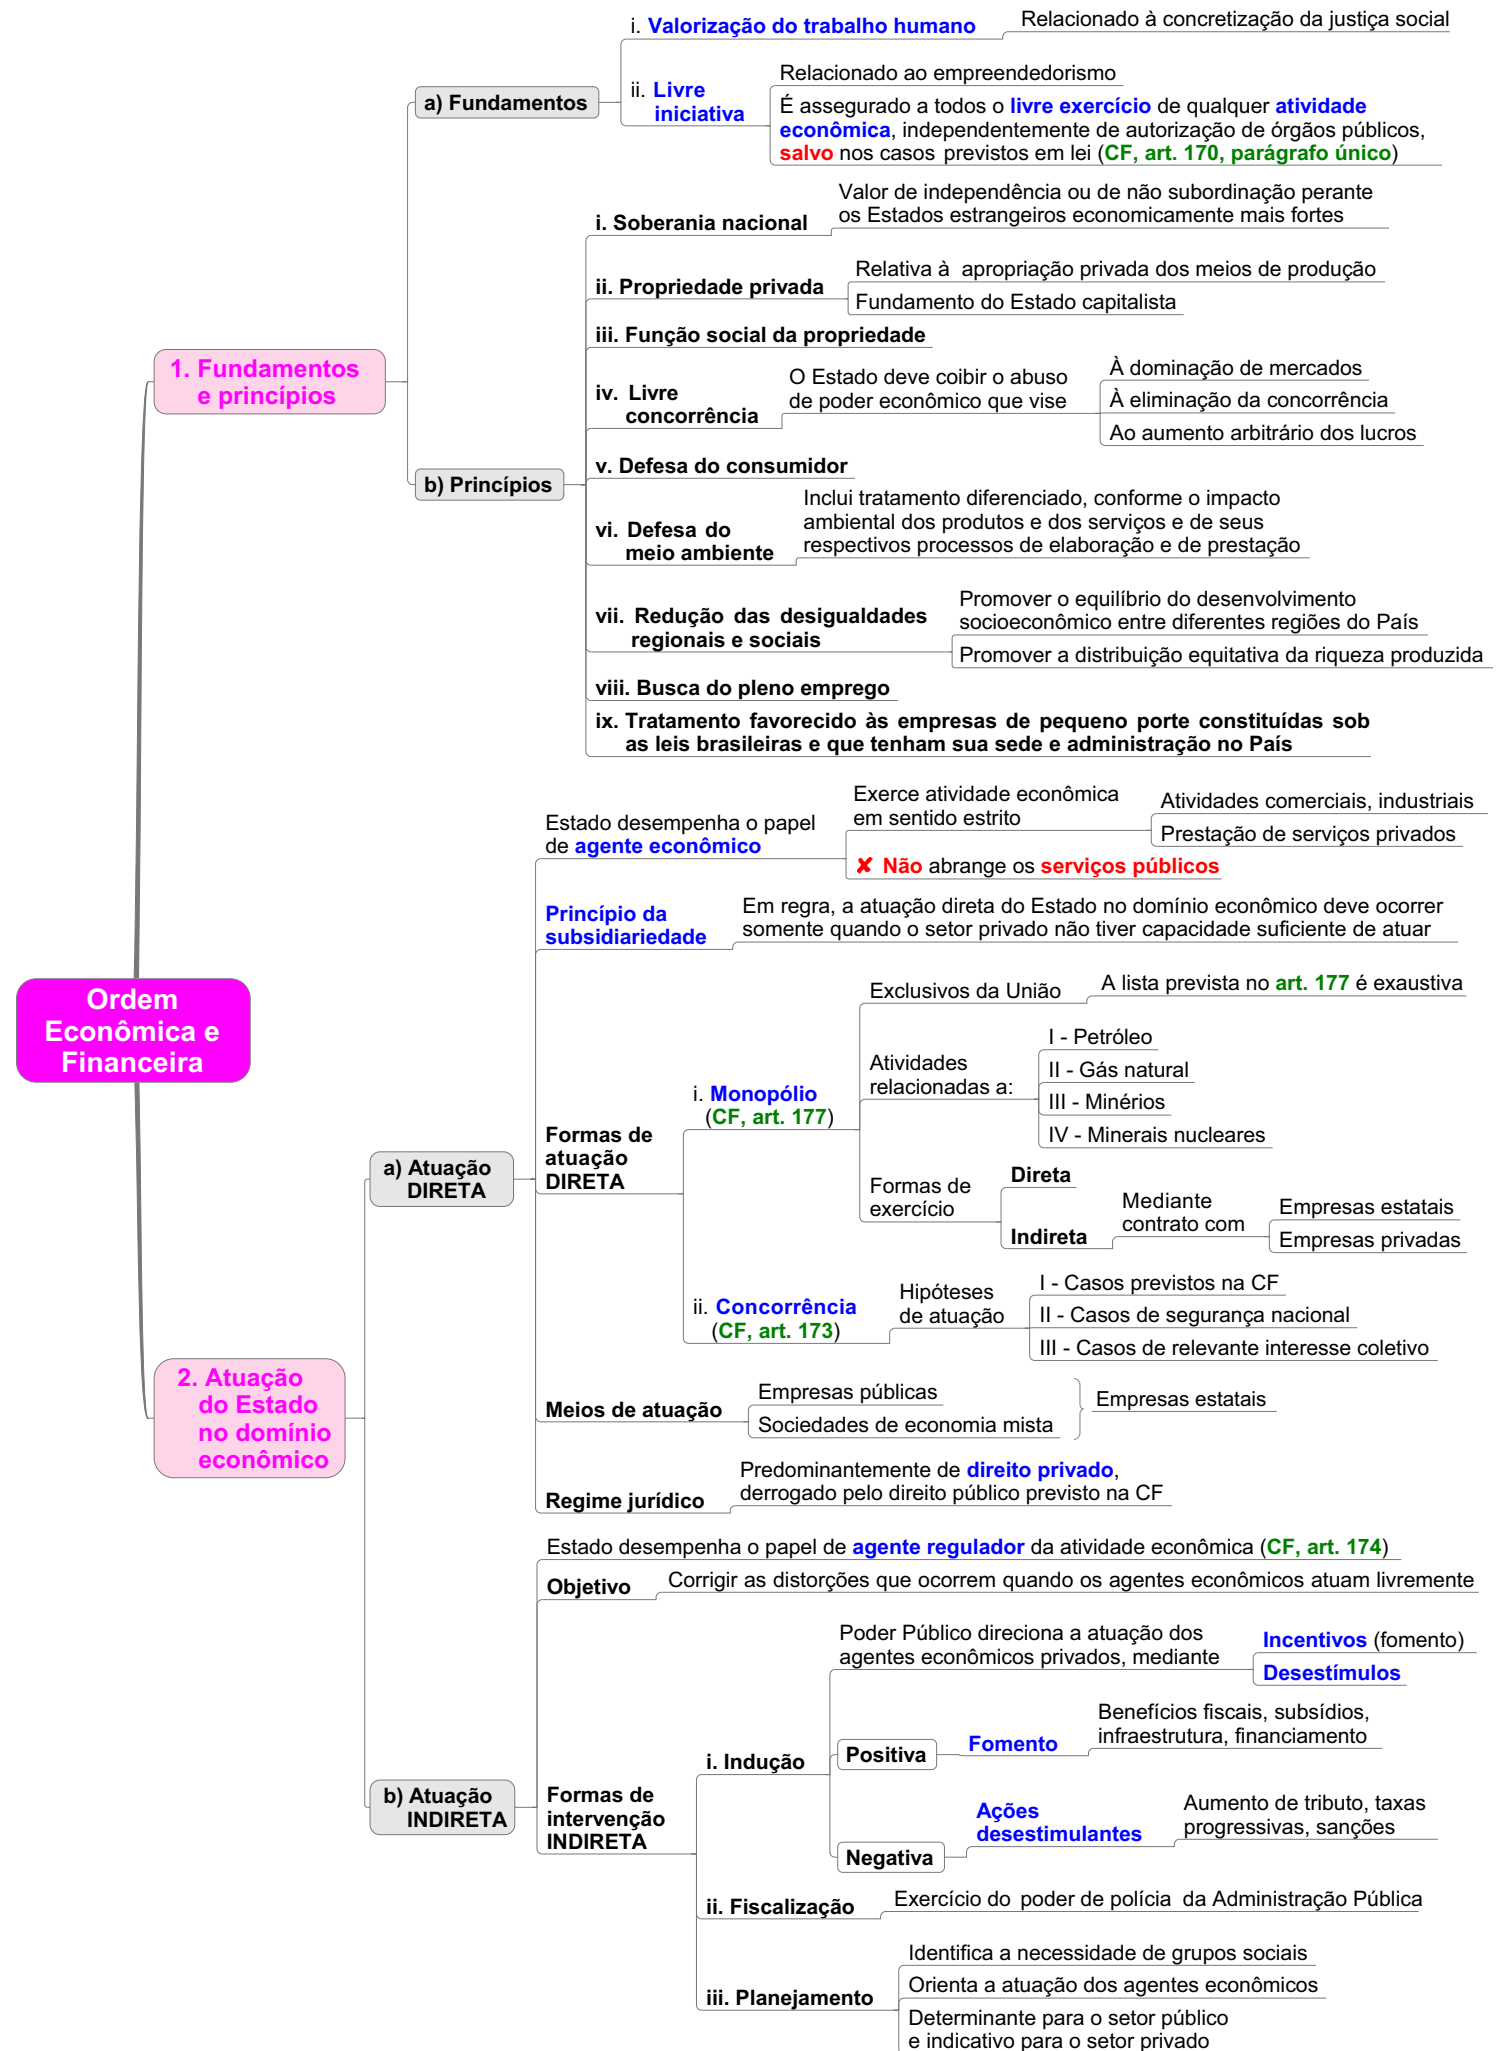 Ordem
Econômica e
Financeira
1. Fundamentos
e princípios
a) Fundamentos
i. Valorização do trabalho humano
Relacionado à concretização da justiça social
ii. Livre
iniciativa
Relacionado ao empreendedorismo
É assegurado a todos o livre exercício de qualquer atividade
econômica, independentemente de autorização de órgãos públicos,
salvo nos casos previstos em lei (CF, art. 170, parágrafo único)
b) Princípios
i. Soberania nacional
Valor de independência ou de não subordinação perante
os Estados estrangeiros economicamente mais fortes
ii. Propriedade privada
Relativa à apropriação privada dos meios de produção
Fundamento do Estado capitalista
iii. Função social da propriedade
iv. Livre
concorrência
O Estado deve coibir o abuso
de poder econômico que vise
À dominação de mercados
À eliminação da concorrência
Ao aumento arbitrário dos lucros
v. Defesa do consumidor
vi. Defesa do
meio ambiente
Inclui tratamento diferenciado, conforme o impacto
ambiental dos produtos e dos serviços e de seus
respectivos processos de elaboração e de prestação
vii. Redução das desigualdades
regionais e sociais
Promover o equilíbrio do desenvolvimento
socioeconômico entre diferentes regiões do País
Promover a distribuição equitativa da riqueza produzida
viii. Busca do pleno emprego
ix. Tratamento favorecido às empresas de pequeno porte constituídas sob
as leis brasileiras e que tenham sua sede e administração no País
2. Atuação
do Estado
no domínio
econômico
a) Atuação
DIRETA
Estado desempenha o papel
de agente econômico
Exerce atividade econômica
em sentido estrito
Atividades comerciais, industriais
Prestação de serviços privados
✘ Não abrange os serviços públicos
Princípio da
subsidiariedade
Em regra, a atuação direta do Estado no domínio econômico deve ocorrer
somente quando o setor privado não tiver capacidade suficiente de atuar
Formas de
atuação
DIRETA
i. Monopólio
(CF, art. 177)
Exclusivos da União
A lista prevista no art. 177 é exaustiva
Atividades
relacionadas a:
I - Petróleo
II - Gás natural
III - Minérios
IV - Minerais nucleares
Formas de
exercício
Direta
Indireta
Mediante
contrato com
Empresas estatais
Empresas privadas
ii. Concorrência
(CF, art. 173)
Hipóteses
de atuação
I - Casos previstos na CF
II - Casos de segurança nacional
III - Casos de relevante interesse coletivo
Meios de atuação
Empresas públicas
Sociedades de economia mista
Empresas estatais
Regime jurídico
Predominantemente de direito privado,
derrogado pelo direito público previsto na CF
b) Atuação
INDIRETA
Estado desempenha o papel de agente regulador da atividade econômica (CF, art. 174)
Objetivo
Corrigir as distorções que ocorrem quando os agentes econômicos atuam livremente
Formas de
intervenção
INDIRETA
i. Indução
Poder Público direciona a atuação dos
agentes econômicos privados, mediante
Incentivos (fomento)
Desestímulos
Positiva
Fomento
Benefícios fiscais, subsídios,
infraestrutura, financiamento
Negativa
Ações
desestimulantes
Aumento de tributo, taxas
progressivas, sanções
ii. Fiscalização
Exercício do poder de polícia da Administração Pública
iii. Planejamento
Identifica a necessidade de grupos sociais
Orienta a atuação dos agentes econômicos
Determinante para o setor público
e indicativo para o setor privado